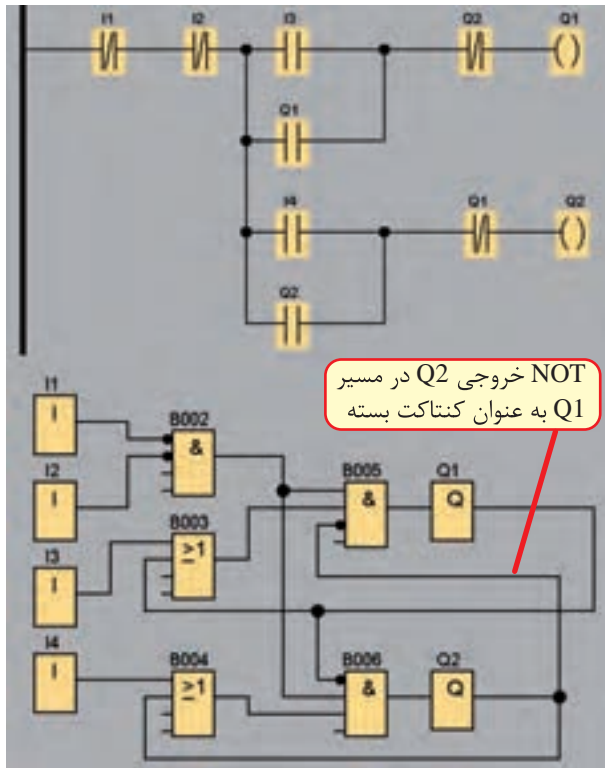 I1 I2 I3 Q2 Q1
Q1
I4 Q1 Q2
Q2
NOT خروجی Q2 در مسیر
Q1 به عنوان کنتاکت بسته
I1
I
B002
&
I2
I
B005
&
Q1
Q
B003
≥1
I3
I
I4
I
B004
≥1
B006
&
Q2
Q